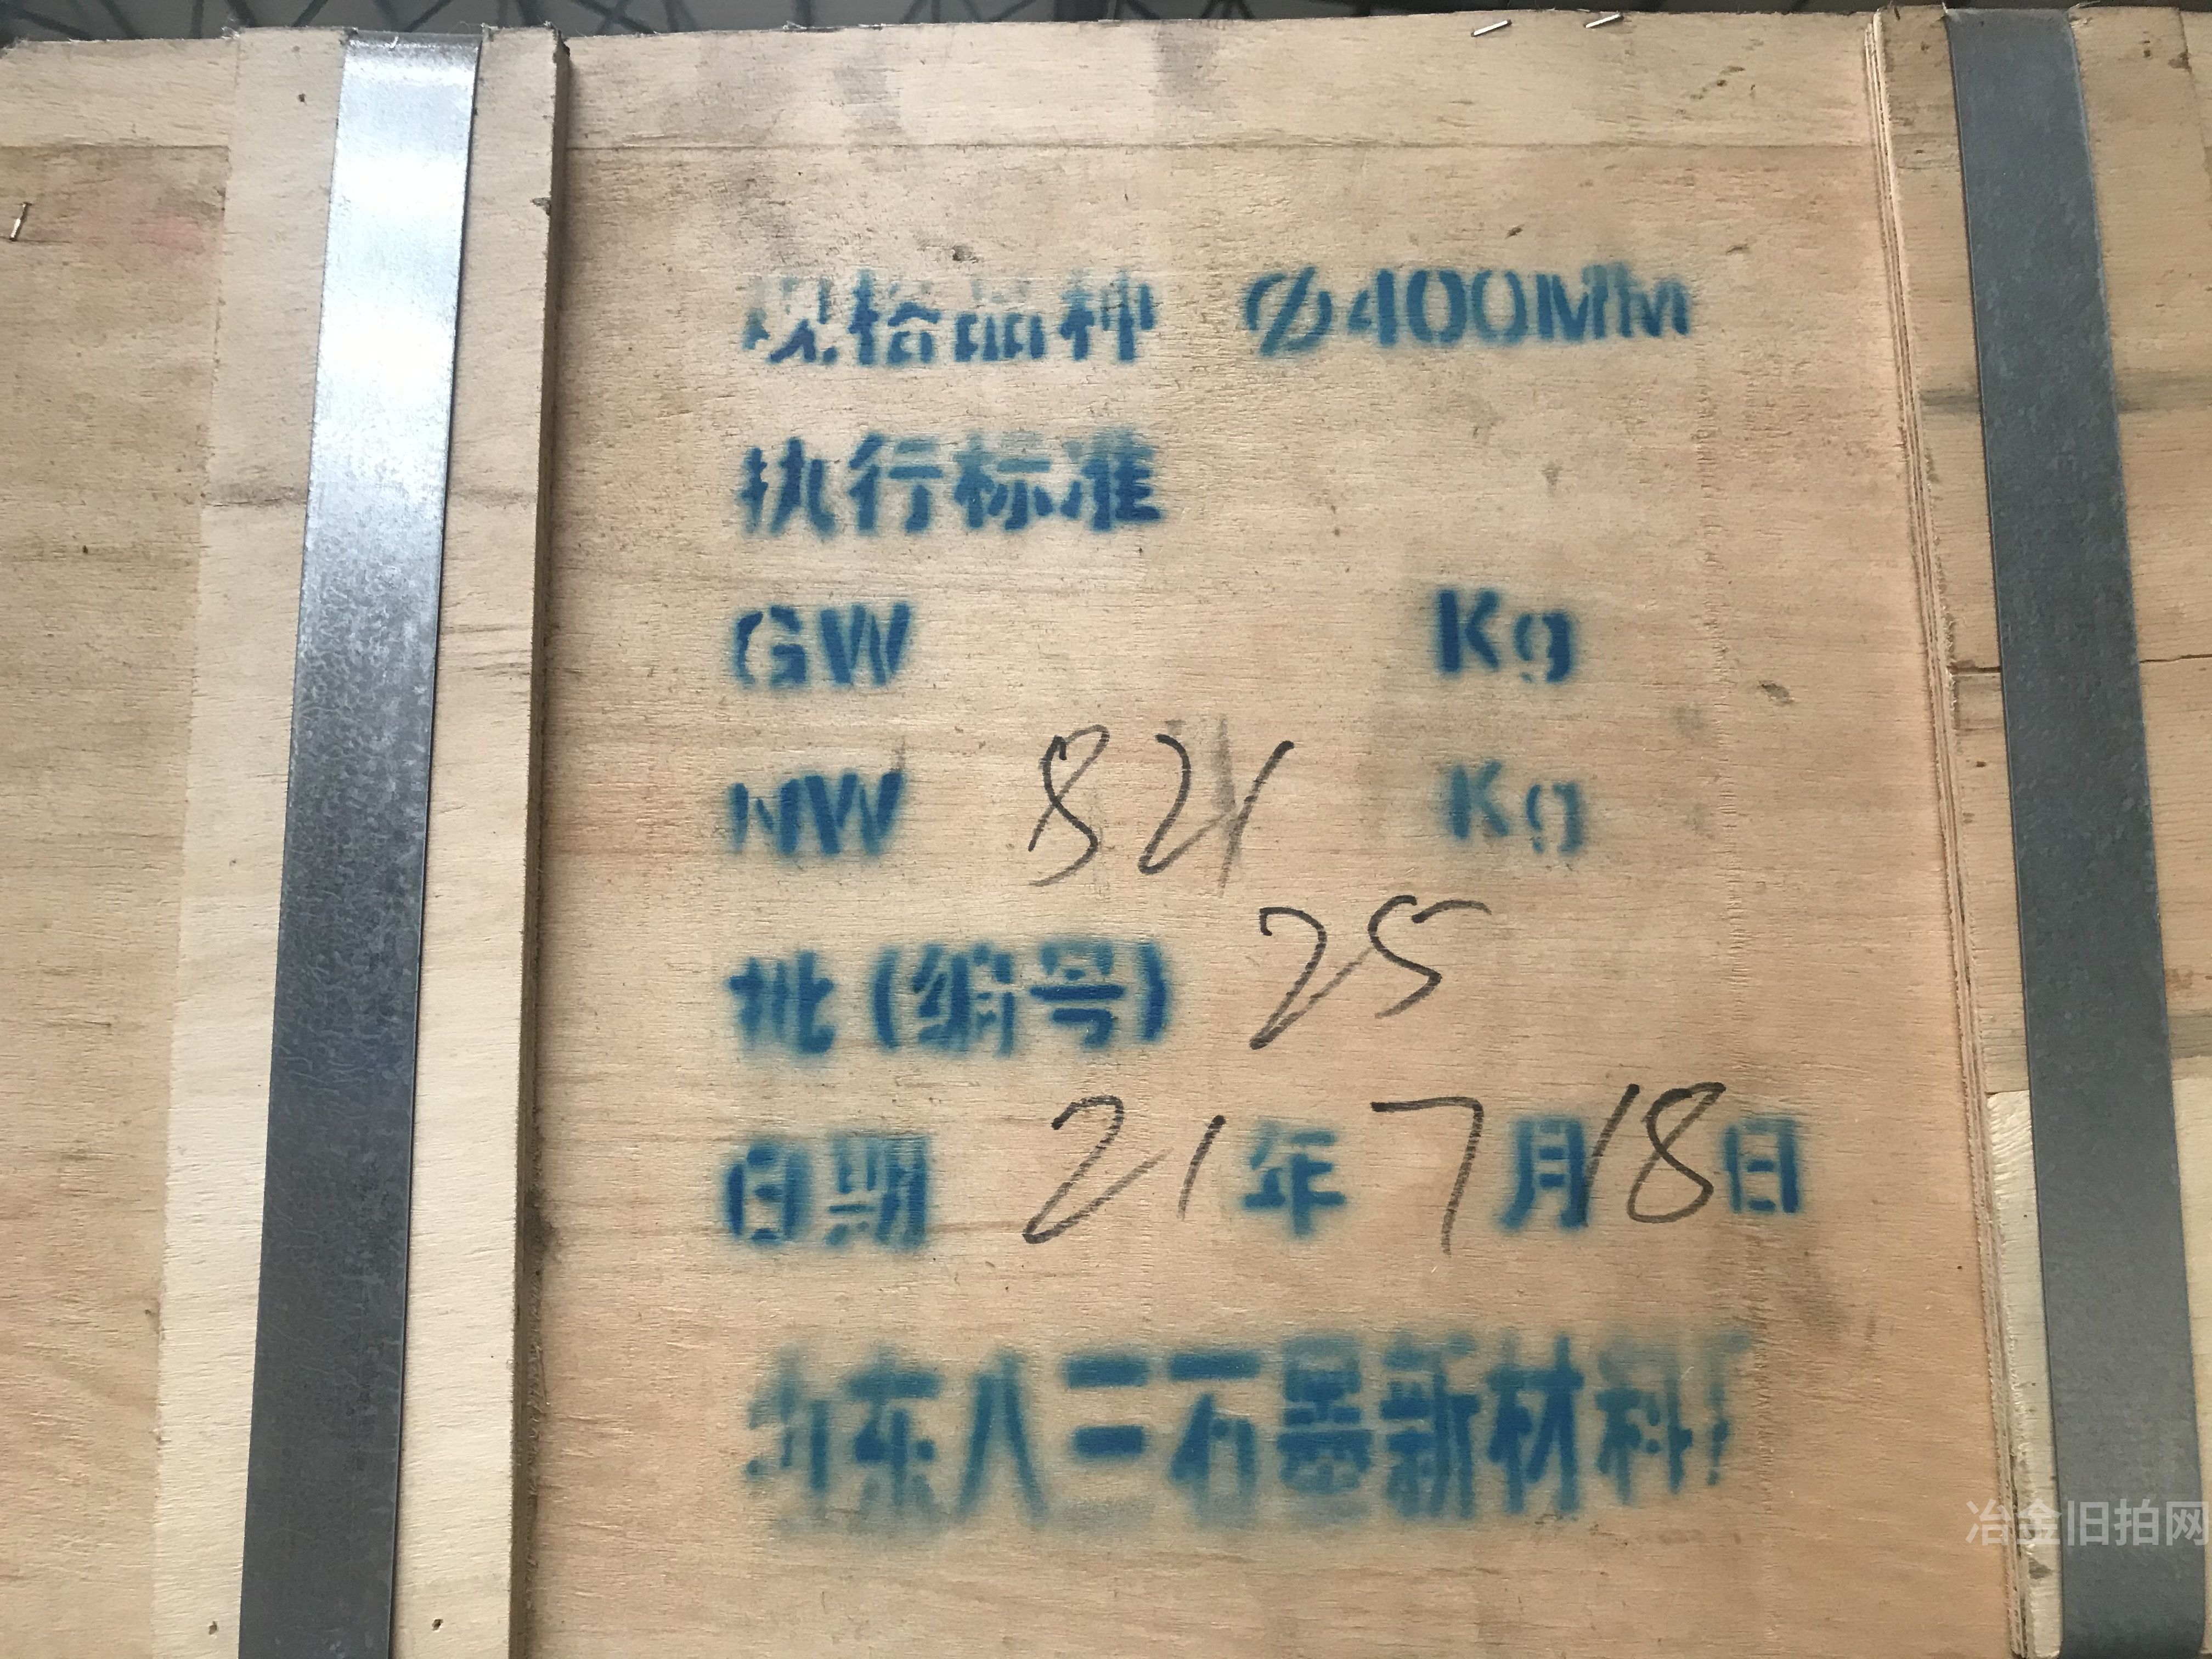 规格品种 Ø400MM
执行标准
GW Kg
NW 821 Kg
批(编号) 25
日期 21年7月18日
山东八三石墨新材料
冶金旧拍网